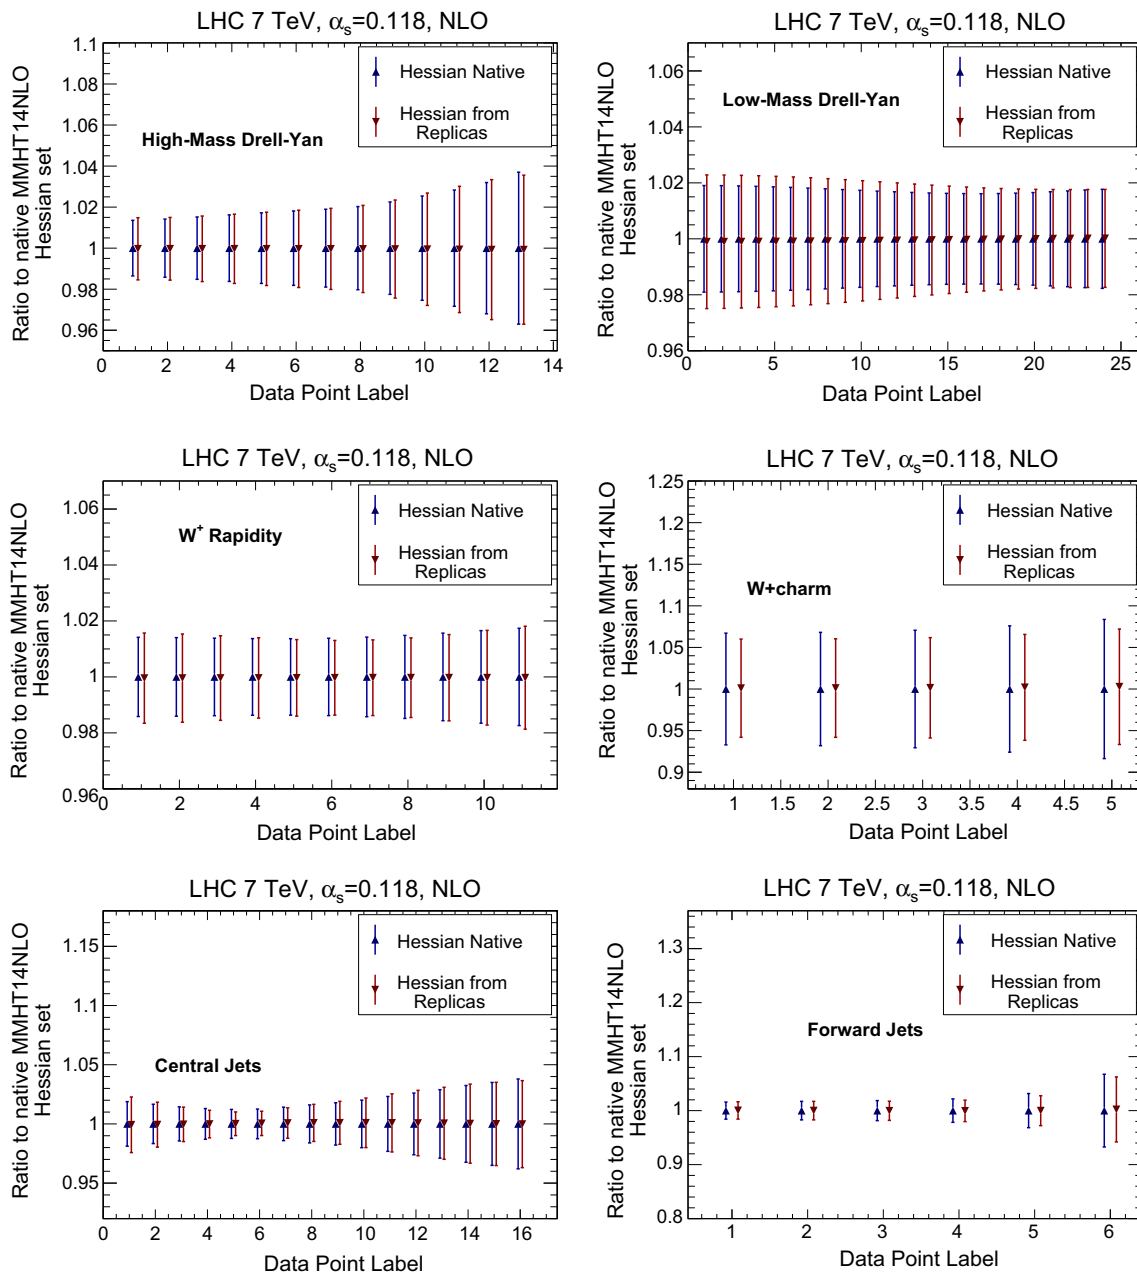 LHC 7 TeV, αs=0.118, NLO
Ratio to native MMHT14NLO
Hessian set
1.1
1.08
1.06
1.04
1.02
1
0.98
0.96
Hessian Native
Hessian from
Replicas
High-Mass Drell-Yan
0 2 4 6 8 10 12 14
Data Point Label
LHC 7 TeV, αs=0.118, NLO
Ratio to native MMHT14NLO
Hessian set
1.06
1.04
1.02
1
0.98
0.96
Hessian Native
Hessian from
Replicas
Low-Mass Drell-Yan
0 5 10 15 20 25
Data Point Label
LHC 7 TeV, αs=0.118, NLO
Ratio to native MMHT14NLO
Hessian set
1.06
1.04
1.02
1
0.98
0.96
Hessian Native
Hessian from
Replicas
W+ Rapidity
0 2 4 6 8 10
Data Point Label
LHC 7 TeV, αs=0.118, NLO
Ratio to native MMHT14NLO
Hessian set
1.25
1.2
1.15
1.1
1.05
1
0.95
0.9
Hessian Native
Hessian from
Replicas
W+charm
1 1.5 2 2.5 3 3.5 4 4.5 5
Data Point Label
LHC 7 TeV, αs=0.118, NLO
Ratio to native MMHT14NLO
Hessian set
1.15
1.1
1.05
1
0.95
Hessian Native
Hessian from
Replicas
Central Jets
0 2 4 6 8 10 12 14 16
Data Point Label
LHC 7 TeV, αs=0.118, NLO
Ratio to native MMHT14NLO
Hessian set
1.3
1.2
1.1
1
0.9
0.8
Hessian Native
Hessian from
Replicas
Forward Jets
1 2 3 4 5 6
Data Point Label